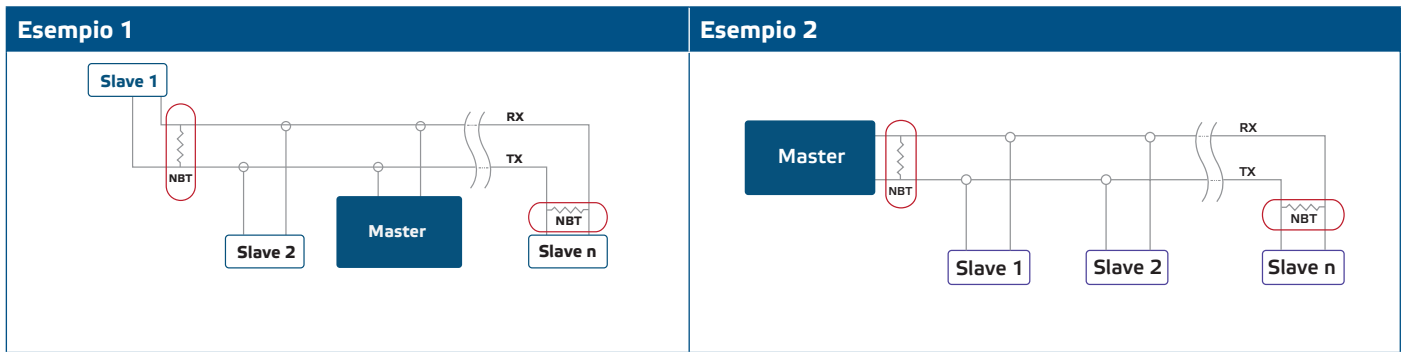 Esempio 1
Slave 1
RX
TX
NBT
NBT
Master
Slave 2
Slave n
Esempio 2
RX
Master
TX
NBT
NBT
Slave 1
Slave 2
Slave n